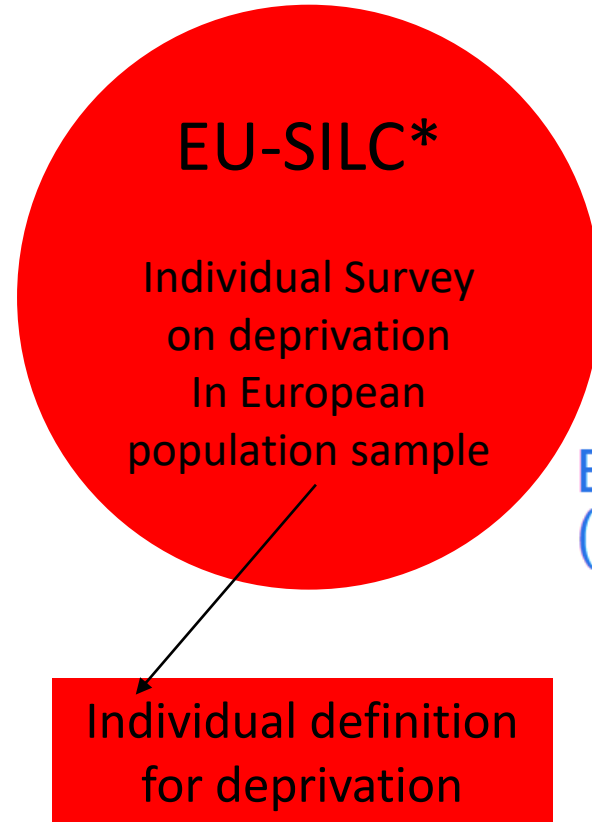 EU-SILC*
Individual Survey
on deprivation
In European
population sample
Individual definition
for deprivation